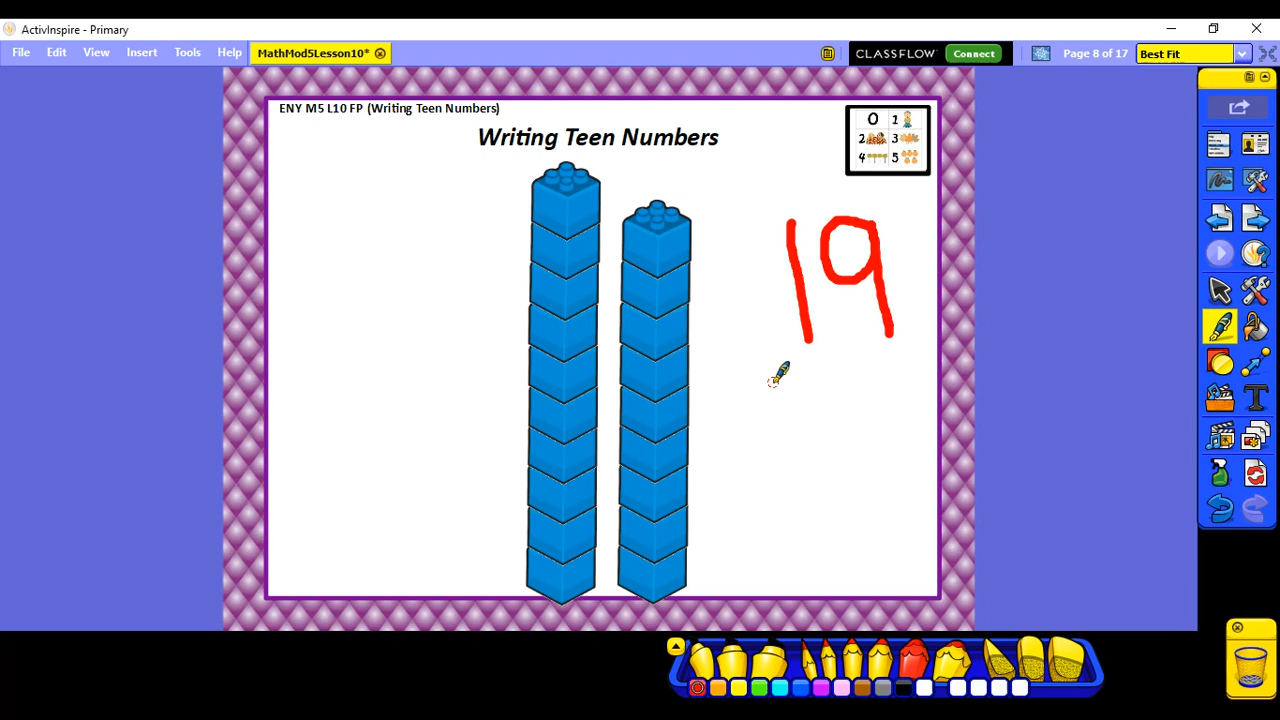 ActivInspire - Primary
File Edit View Insert Tools Help MathMod5Lesson10* CLASSFLOW Connect Page 8 of 17 Best Fit
ENY M5 L10 FP (Writing Teen Numbers)
Writing Teen Numbers
0 1
2 3
4 5
19
T